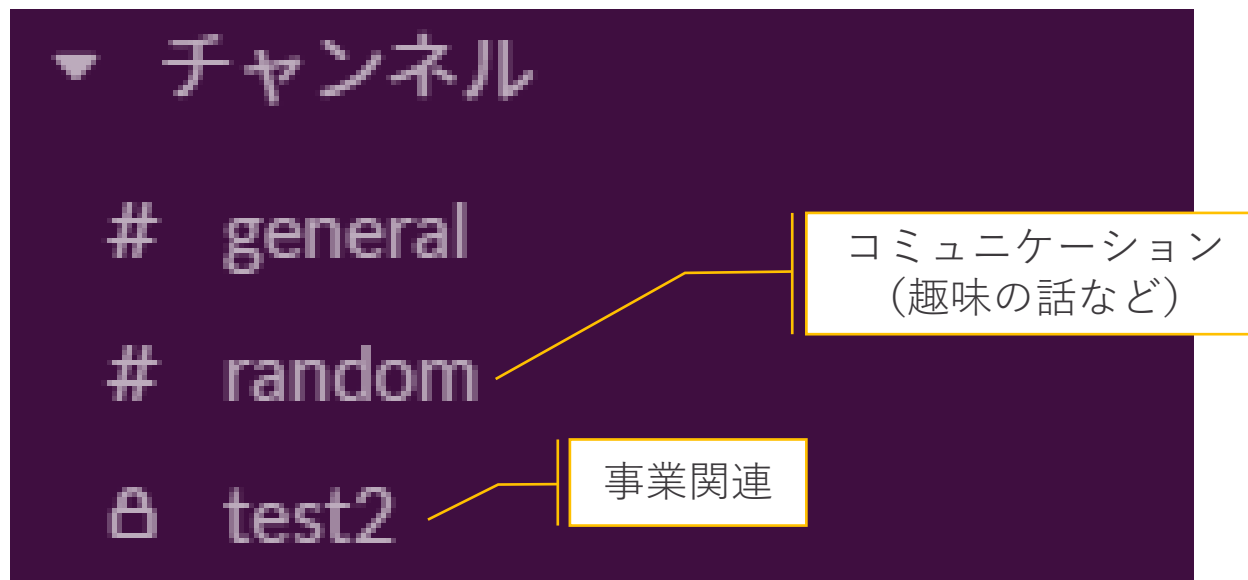 チャンネル
# general
コミュニケーション
（趣味の話など）
# random
事業関連
test2